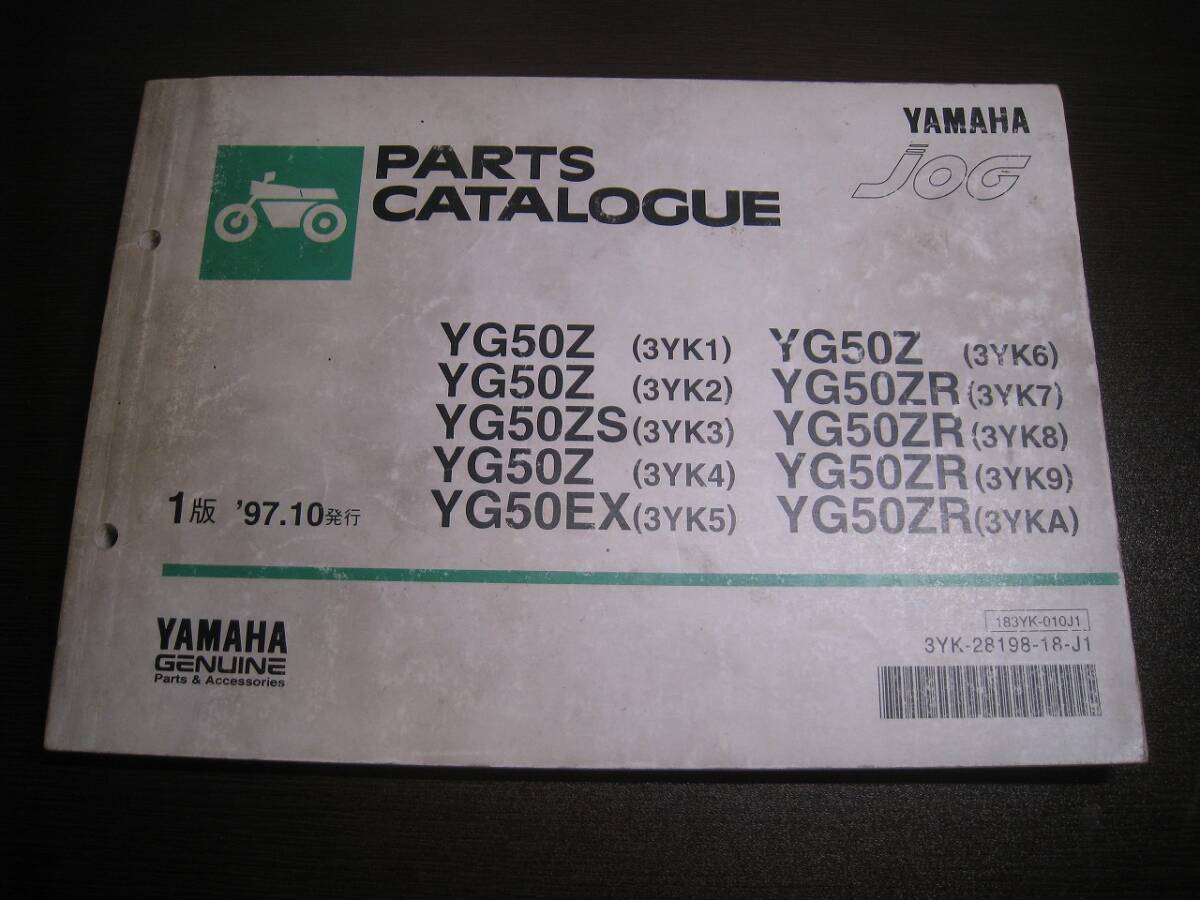 PARTS
CATALOGUE
YAMAHA
JOG
YG50Z (3YK1)
YG50Z (3YK2)
YG50ZS (3YK3)
YG50Z (3YK4)
YG50EX (3YK5)
YG50Z (3YK6)
YG50ZR (3YK7)
YG50ZR (3YK8)
YG50ZR (3YK9)
YG50ZR (3YKA)
1版 '97.10発行
YAMAHA
GENUINE
Parts & Accessories
183YK-010J1
3YK-28198-18-J1